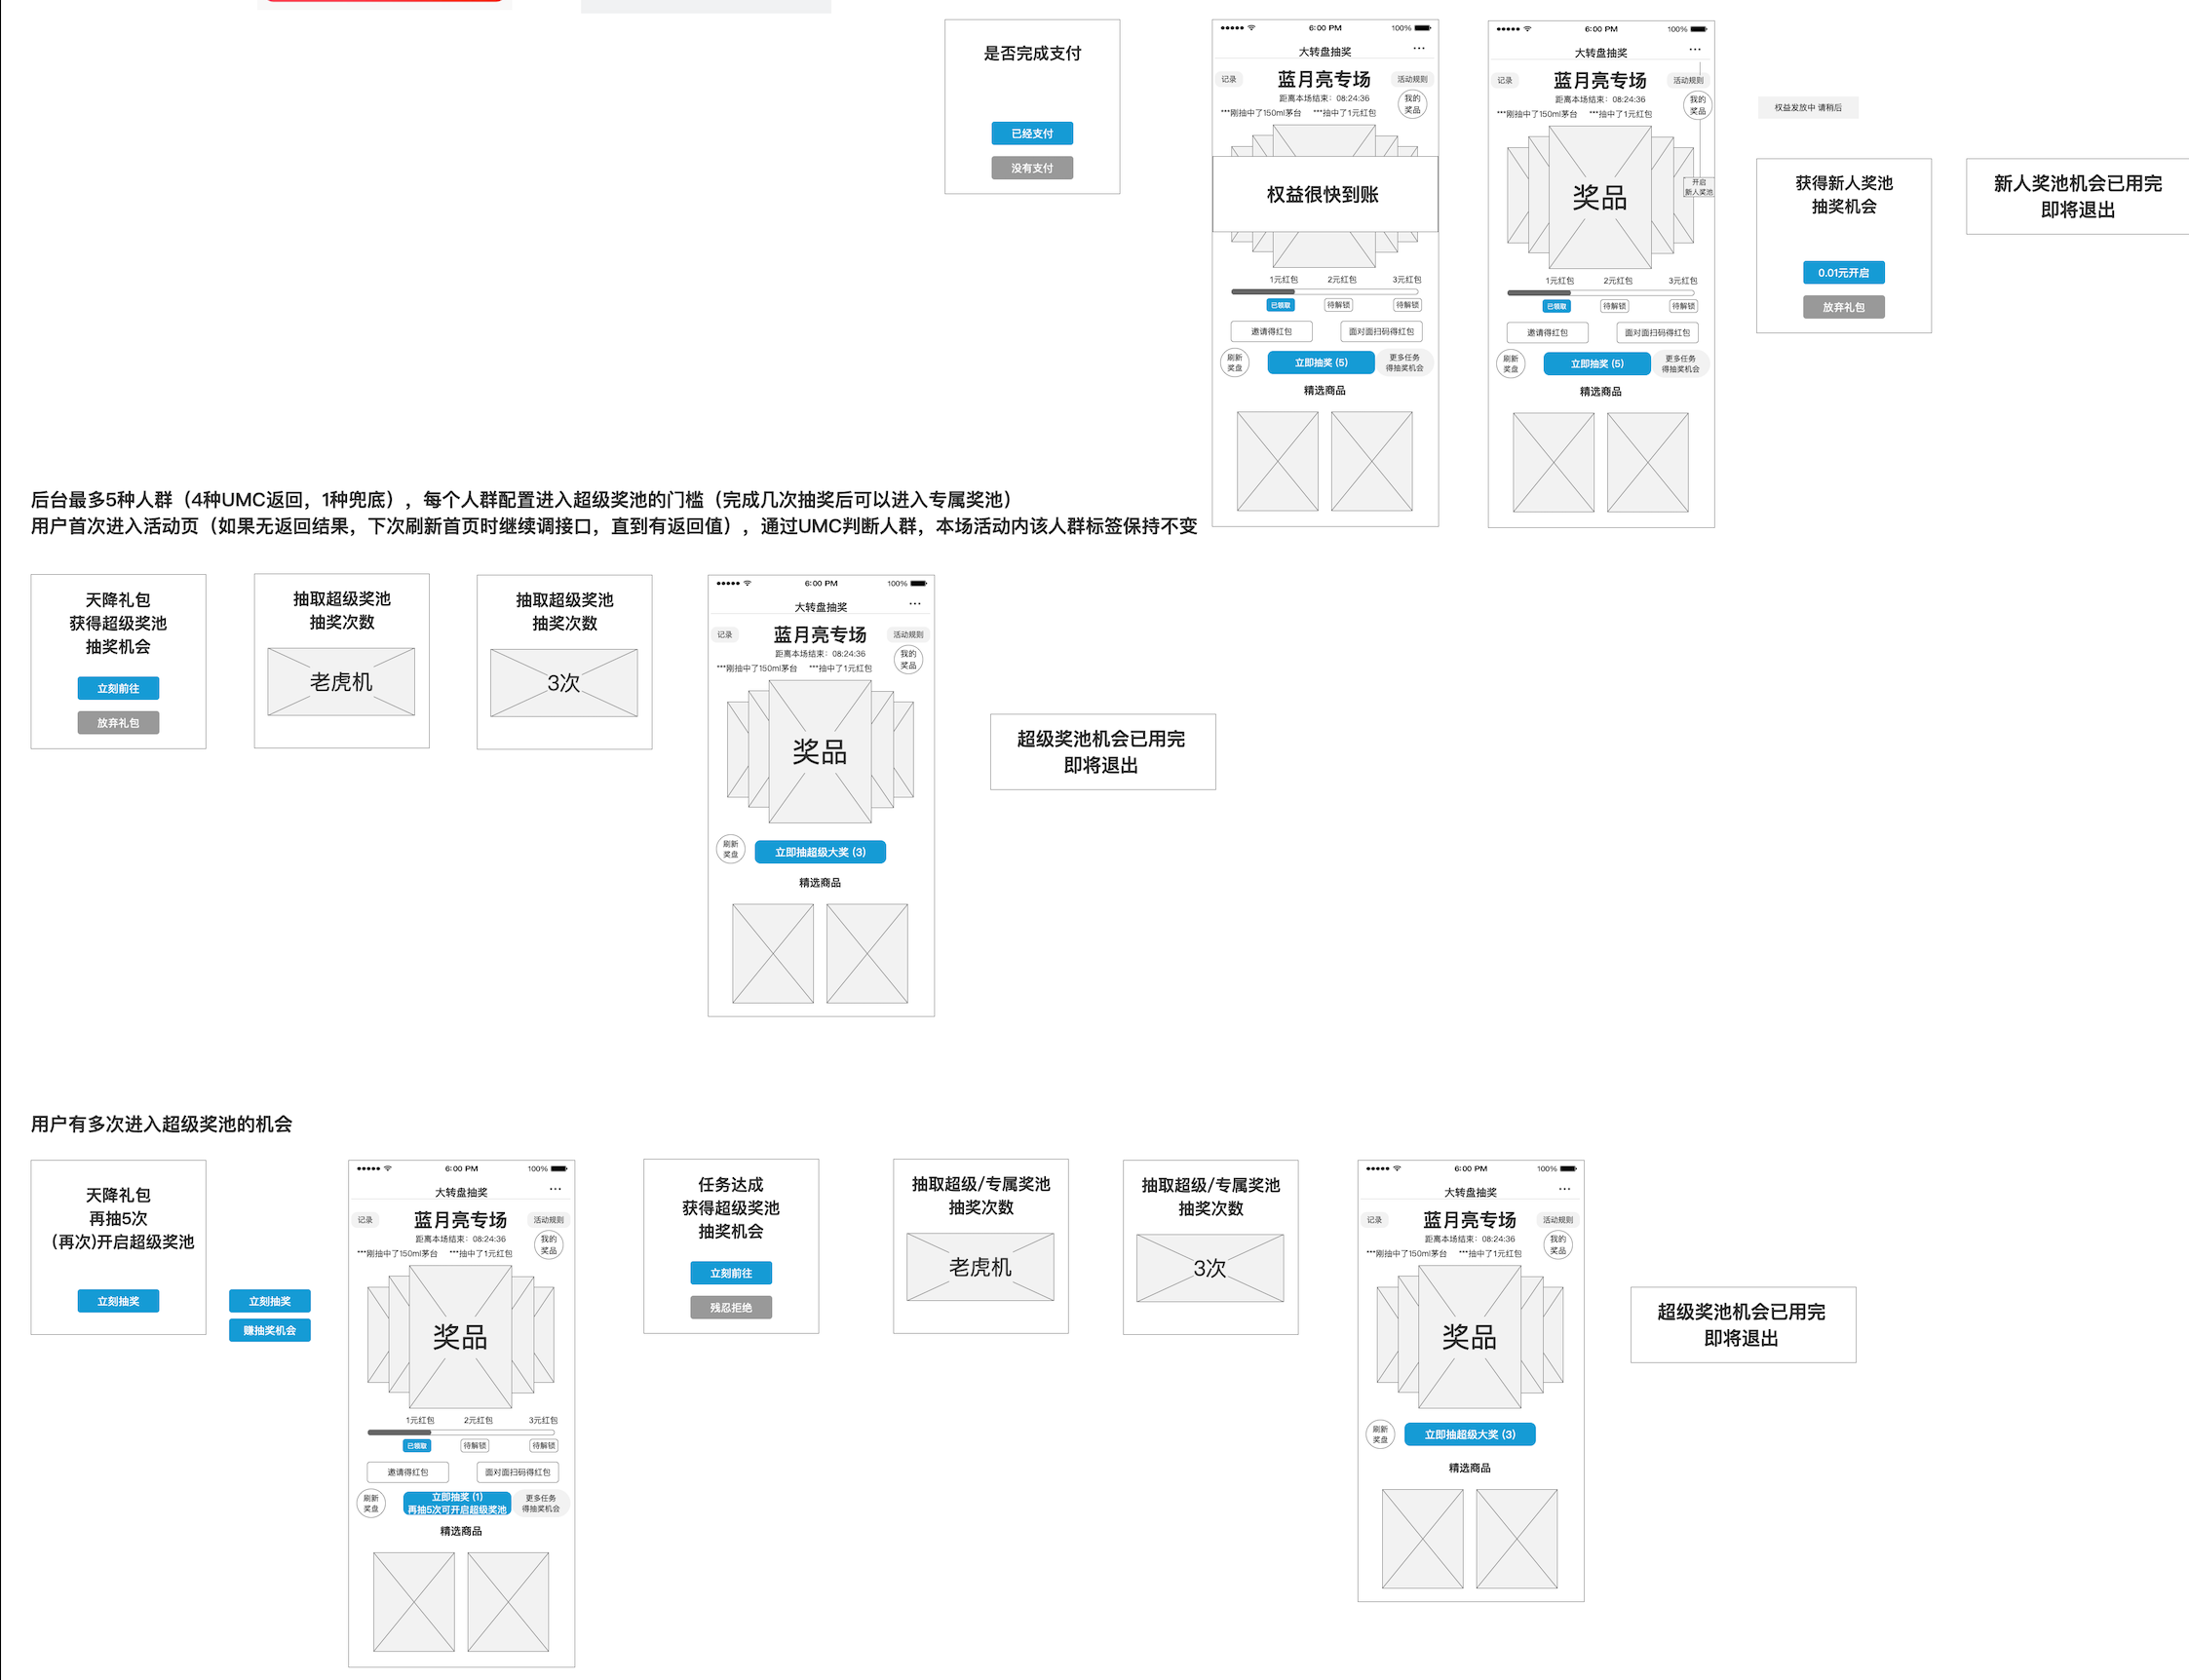 是否完成支付
已经支付
没有支付
6:00 PM
100%
大转盘抽奖
记录
蓝月亮专场
活动规则
距离本场结束：08:24:36
我的
奖品
***刚抽中了150ml茅台
***抽中了1元红包
权益很快到账
1元红包
2元红包
3元红包
已领取
待解锁
待解锁
邀请得红包
面对面扫码得红包
刷新
奖盘
立即抽奖 (5)
更多任务
得抽奖机会
精选商品
6:00 PM
100%
大转盘抽奖
记录
蓝月亮专场
活动规则
距离本场结束：08:24:36
我的
奖品
***刚抽中了150ml茅台
***抽中了1元红包
奖品
开启
新人奖池
1元红包
2元红包
3元红包
已领取
待解锁
待解锁
邀请得红包
面对面扫码得红包
刷新
奖盘
立即抽奖 (5)
更多任务
得抽奖机会
精选商品
权益发放中 请稍后
获得新人奖池
抽奖机会
0.01元开启
放弃礼包
新人奖池机会已用完
即将退出
后台最多5种人群（4种UMC返回，1种兜底），每个人群配置进入超级奖池的门槛（完成几次抽奖后可以进入专属奖池）
用户首次进入活动页（如果无返回结果，下次刷新首页时继续调接口，直到有返回值），通过UMC判断人群，本场活动内该人群标签保持不变
天降礼包
获得超级奖池
抽奖机会
立刻前往
放弃礼包
抽取超级奖池
抽奖次数
老虎机
抽取超级奖池
抽奖次数
3次
6:00 PM
100%
大转盘抽奖
记录
蓝月亮专场
活动规则
距离本场结束：08:24:36
我的
奖品
***刚抽中了150ml茅台
***抽中了1元红包
奖品
刷新
奖盘
立即抽超级大奖 (3)
精选商品
超级奖池机会已用完
即将退出
用户有多次进入超级奖池的机会
天降礼包
再抽5次
(再次)开启超级奖池
立刻抽奖
立刻抽奖
赚抽奖机会
6:00 PM
100%
大转盘抽奖
记录
蓝月亮专场
活动规则
距离本场结束：08:24:36
我的
奖品
***刚抽中了150ml茅台
***抽中了1元红包
奖品
1元红包
2元红包
3元红包
已领取
待解锁
待解锁
邀请得红包
面对面扫码得红包
刷新
奖盘
立即抽奖 (1)
再抽5次可开启超级奖池
更多任务
得抽奖机会
精选商品
任务达成
获得超级奖池
抽奖机会
立刻前往
残忍拒绝
抽取超级/专属奖池
抽奖次数
老虎机
抽取超级/专属奖池
抽奖次数
3次
6:00 PM
100%
大转盘抽奖
记录
蓝月亮专场
活动规则
距离本场结束：08:24:36
我的
奖品
***刚抽中了150ml茅台
***抽中了1元红包
奖品
刷新
奖盘
立即抽超级大奖 (3)
精选商品
超级奖池机会已用完
即将退出